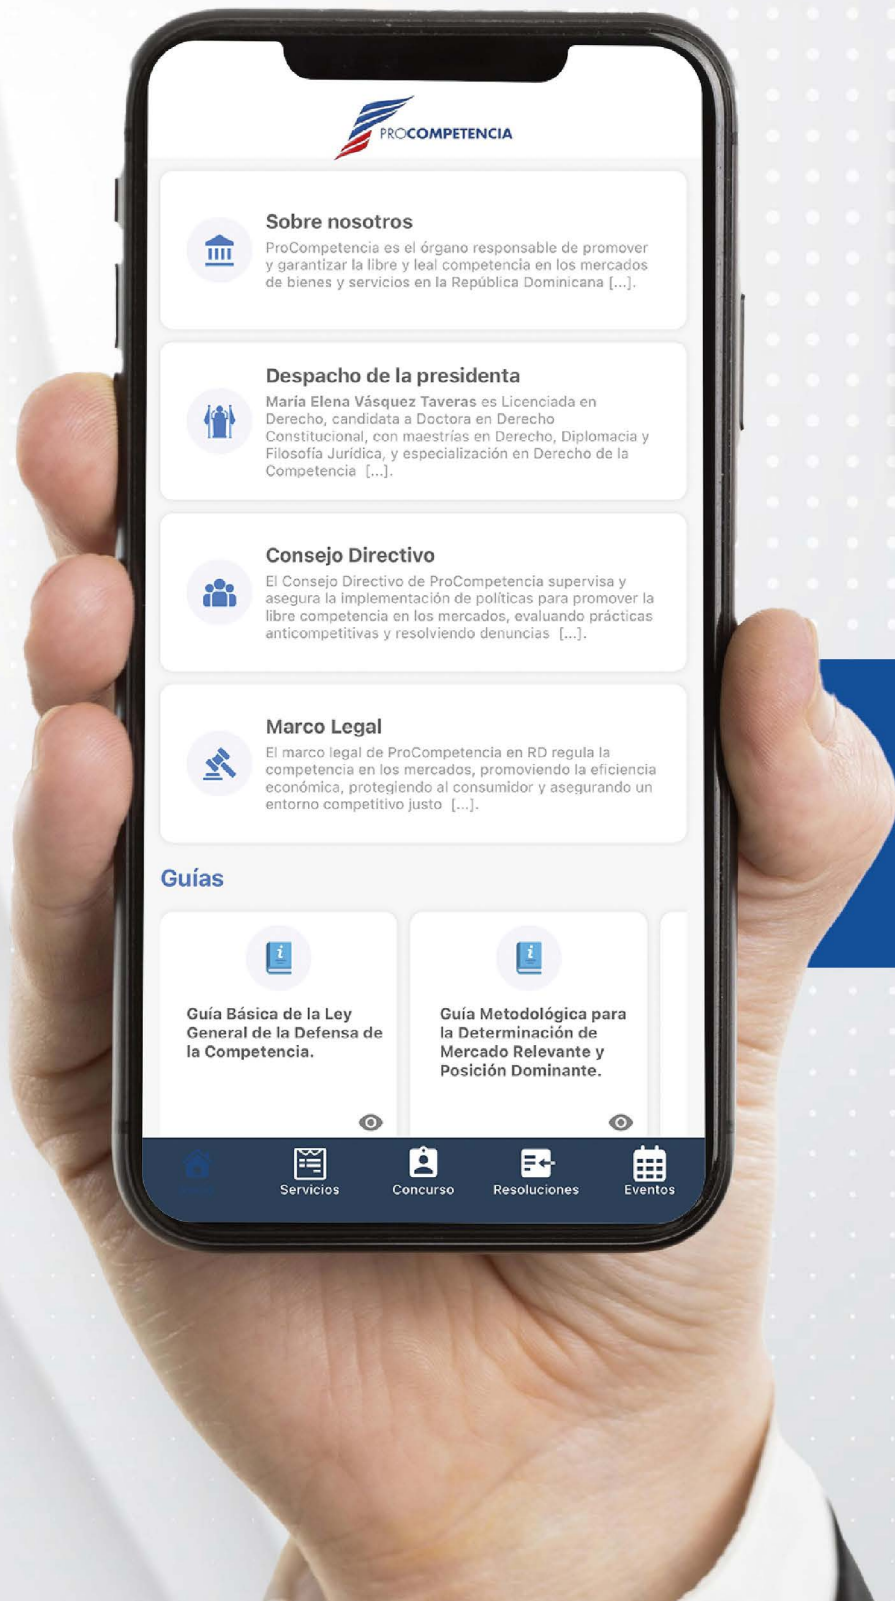 PROCOMPETENCIA
Sobre nosotros
ProCompetencia es el órgano responsable de promover
y garantizar la libre y leal competencia en los mercados
de bienes y servicios en la República Dominicana [...].
Despacho de la presidenta
María Elena Vásquez Taveras es Licenciada en
Derecho, candidata a Doctora en Derecho
Constitucional, con maestrías en Derecho, Diplomacia y
Filosofía Jurídica, y especialización en Derecho de la
Competencia [...].
Consejo Directivo
El Consejo Directivo de ProCompetencia supervisa y
asegura la implementación de políticas para promover la
libre competencia en los mercados, evaluando prácticas
anticompetitivas y resolviendo denuncias [...].
Marco Legal
El marco legal de ProCompetencia en RD regula la
competencia en los mercados, promoviendo la eficiencia
económica, protegiendo al consumidor y asegurando un
entorno competitivo justo [...].
Guías
Guía Básica de la Ley
General de la Defensa de
la Competencia.
Guía Metodológica para
la Determinación de
Mercado Relevante y
Posición Dominante.
Servicios
Concurso
Resoluciones
Eventos